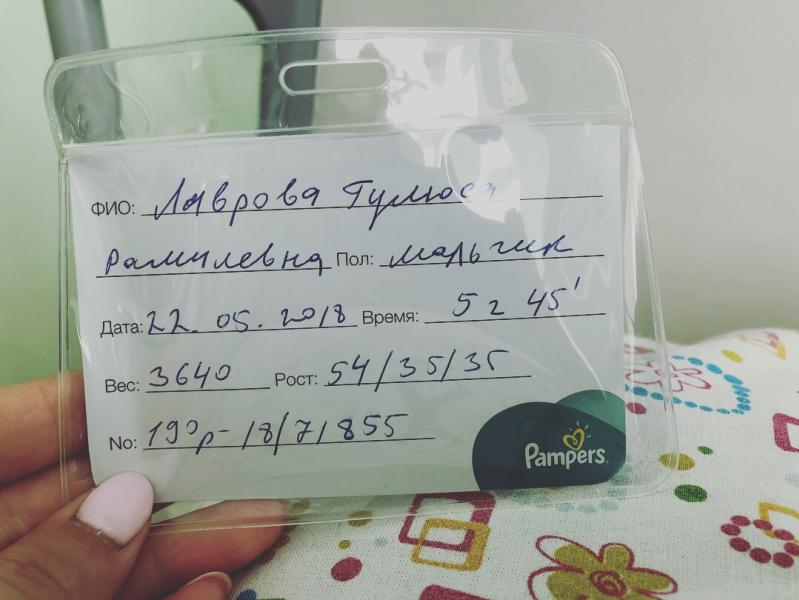 ФИО: Лаврова Гулюса
Рамилевна Пол: мальчик
Дата: 22. 05. 2018 Время: 5 г 45'
Вес: 3640 Рост: 54/35/35
No: 190р-18/71855
Pampers